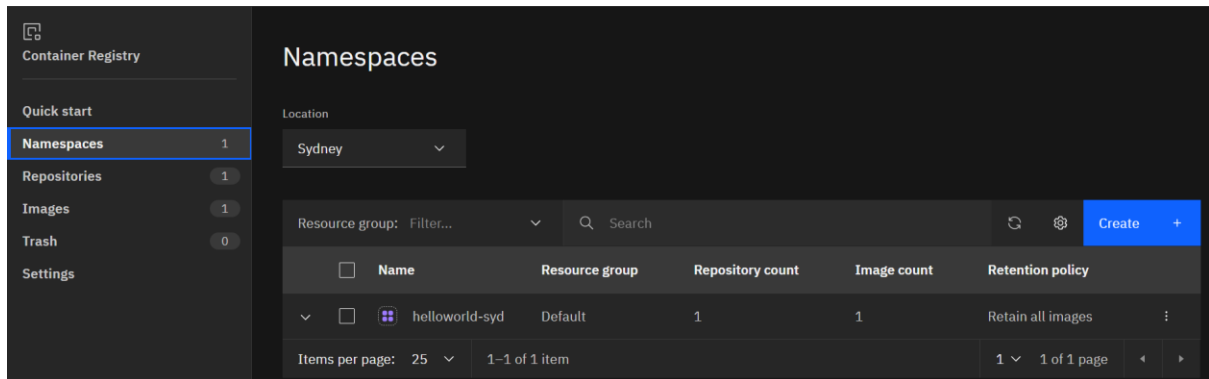 Container Registry
Quick start
Namespaces 1
Repositories 1
Images 1
Trash 0
Settings
Namespaces
Location
Sydney
Resource group: Filter... Search Create +
Name Resource group Repository count Image count Retention policy
helloworld-syd Default 1 1 Retain all images
Items per page: 25 1–1 of 1 item 1 1 of 1 page